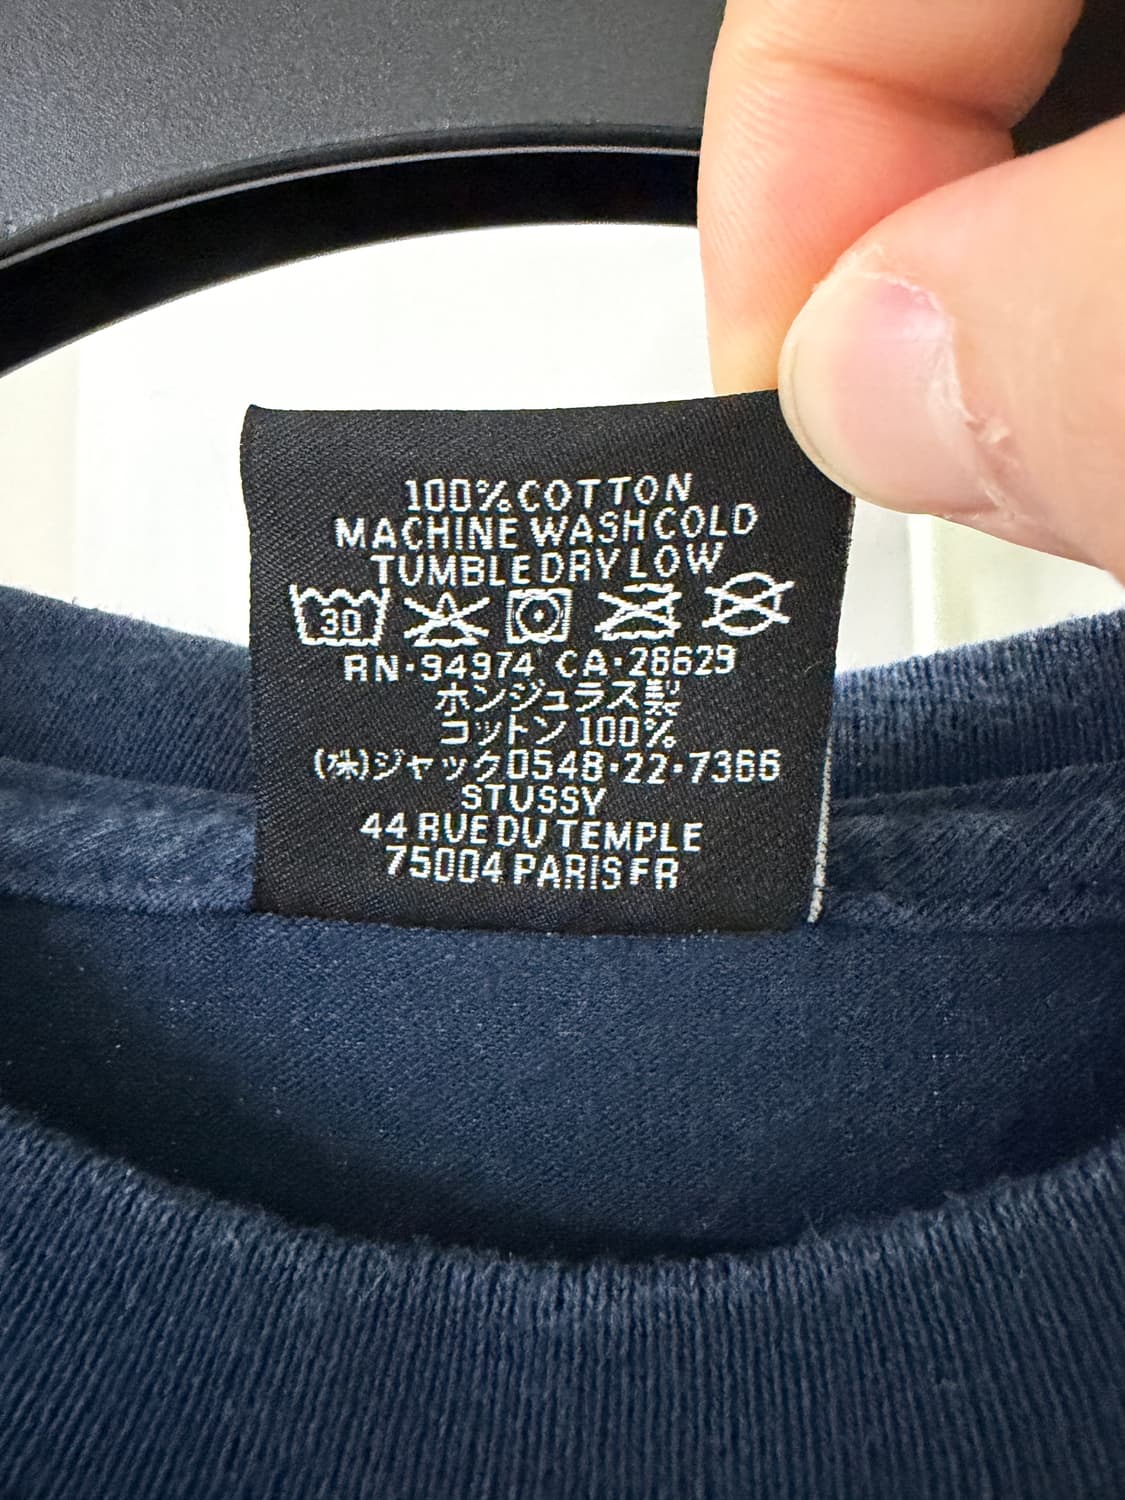 100% COTTON
MACHINE WASH COLD
TUMBLE DRY LOW
30
RN·94974 CA·28629
ホンジュラス製
コットン 100%
(株)ジャック0548·22·7366
STUSSY
44 RUE DU TEMPLE
75004 PARIS FR